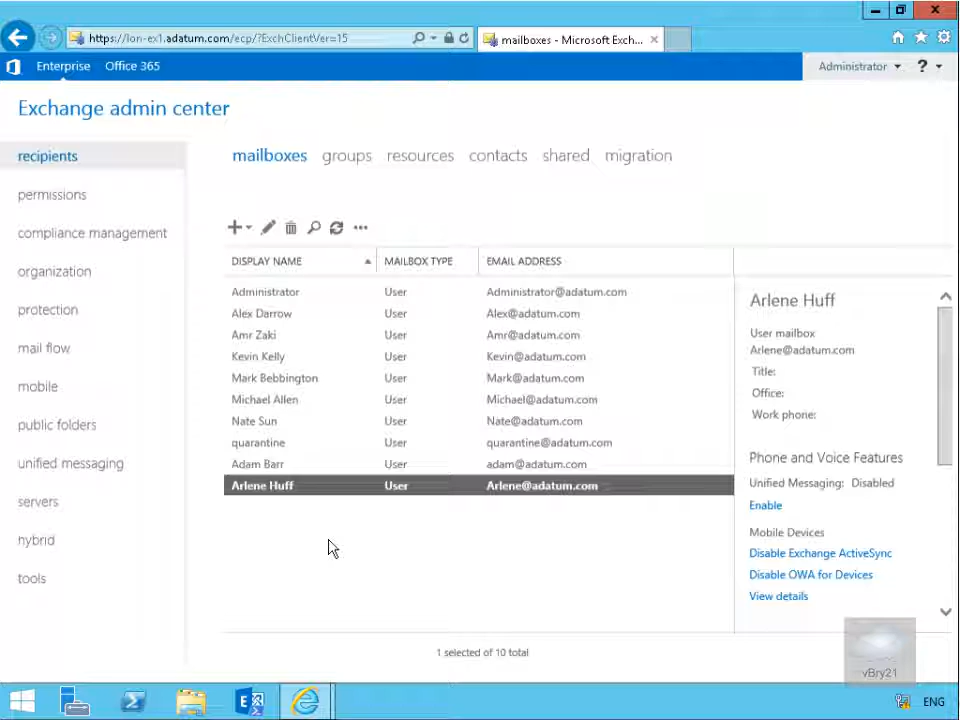 https://lon-ex1.adatum.com/ecp/?ExchClientVer=15
mailboxes - Microsoft Exch...
Enterprise Office 365
Administrator ?
Exchange admin center
recipients
permissions
compliance management
organization
protection
mail flow
mobile
public folders
unified messaging
servers
hybrid
tools
mailboxes groups resources contacts shared migration
DISPLAY NAME MAILBOX TYPE EMAIL ADDRESS
Administrator User Administrator@adatum.com
Alex Darrow User Alex@adatum.com
Amr Zaki User Amr@adatum.com
Kevin Kelly User Kevin@adatum.com
Mark Bebbington User Mark@adatum.com
Michael Allen User Michael@adatum.com
Nate Sun User Nate@adatum.com
quarantine User quarantine@adatum.com
Adam Barr User adam@adatum.com
Arlene Huff User Arlene@adatum.com
1 selected of 10 total
Arlene Huff
User mailbox
Arlene@adatum.com
Title:
Office:
Work phone:
Phone and Voice Features
Unified Messaging: Disabled
Enable
Mobile Devices
Disable Exchange ActiveSync
Disable OWA for Devices
View details
vBry21
ENG